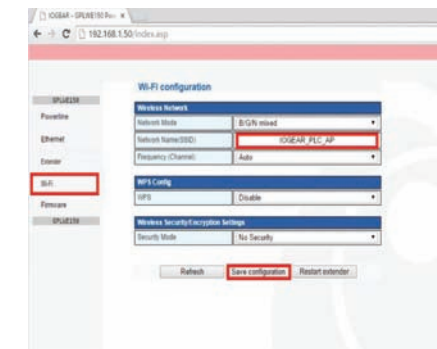 IOGEAR - GPLWE150 Pow
192.168.1.50/index.asp
Wi-Fi configuration
GPLWE150
Powerline
Ethernet
Extender
Wi-Fi
Firmware
GPLWE150
Wireless Network
Network Mode
B/G/N mixed
Network Name(SSID)
IOGEAR_PLC_AP
Frequency (Channel)
Auto
WPS Config
WPS
Disable
Wireless Security/Encryption Settings
Security Mode
No Security
Refresh
Save configuration
Restart extender